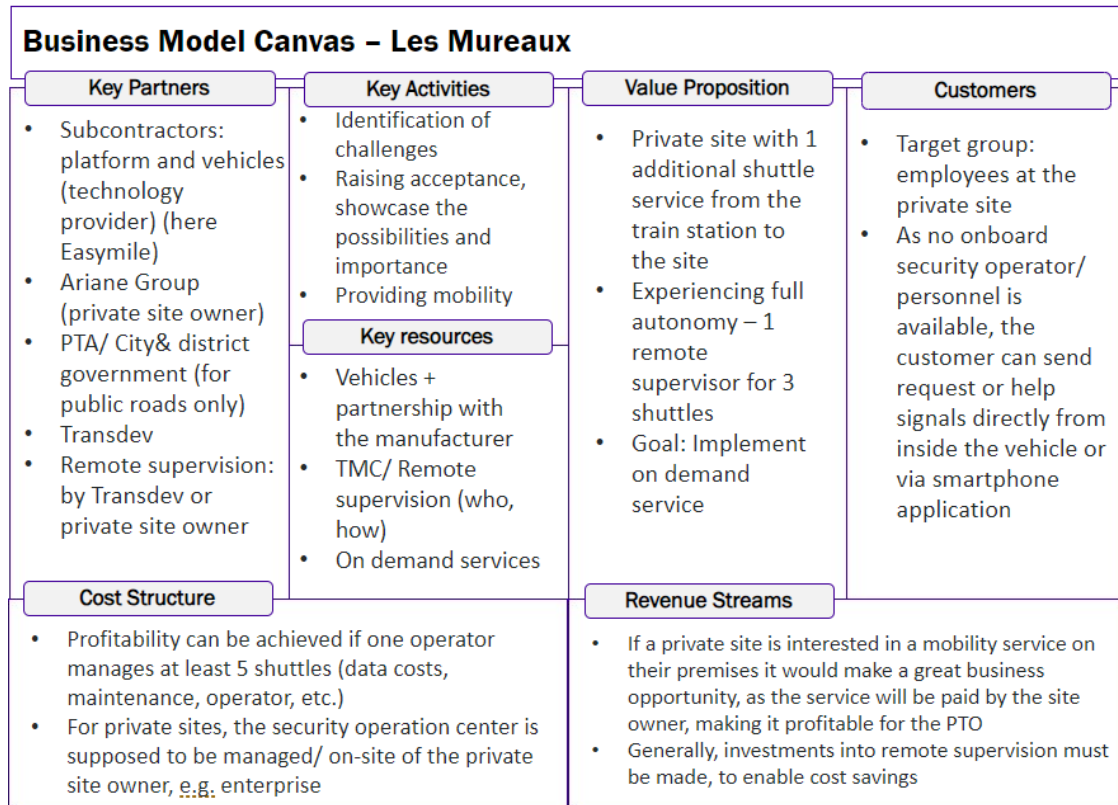 Business Model Canvas – Les Mureaux
Key Partners
• Subcontractors:
platform and vehicles
(technology
provider) (here
Easymile)
• Ariane Group
(private site owner)
• PTA/ City& district
government (for
public roads only)
• Transdev
• Remote supervision:
by Transdev or
private site owner
Key Activities
• Identification of
challenges
• Raising acceptance,
showcase the
possibilities and
importance
• Providing mobility
Key resources
• Vehicles +
partnership with
the manufacturer
• TMC/ Remote
supervision (who,
how)
• On demand services
Value Proposition
• Private site with 1
additional shuttle
service from the
train station to
the site
• Experiencing full
autonomy – 1
remote
supervisor for 3
shuttles
• Goal: Implement
on demand
service
Customers
• Target group:
employees at the
private site
• As no onboard
security operator/
personnel is
available, the
customer can send
request or help
signals directly from
inside the vehicle or
via smartphone
application
Cost Structure
• Profitability can be achieved if one operator
manages at least 5 shuttles (data costs,
maintenance, operator, etc.)
• For private sites, the security operation center is
supposed to be managed/ on-site of the private
site owner, e.g. enterprise
Revenue Streams
• If a private site is interested in a mobility service on
their premises it would make a great business
opportunity, as the service will be paid by the site
owner, making it profitable for the PTO
• Generally, investments into remote supervision must
be made, to enable cost savings